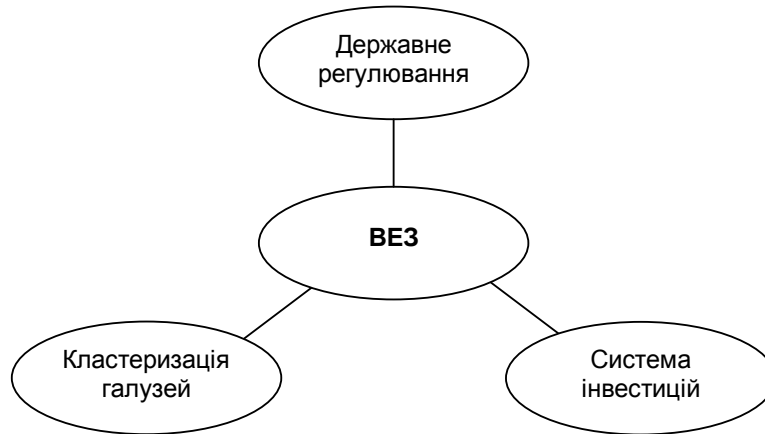 Державне
регулювання
ВЕЗ
Кластеризація
галузей
Система
інвестицій